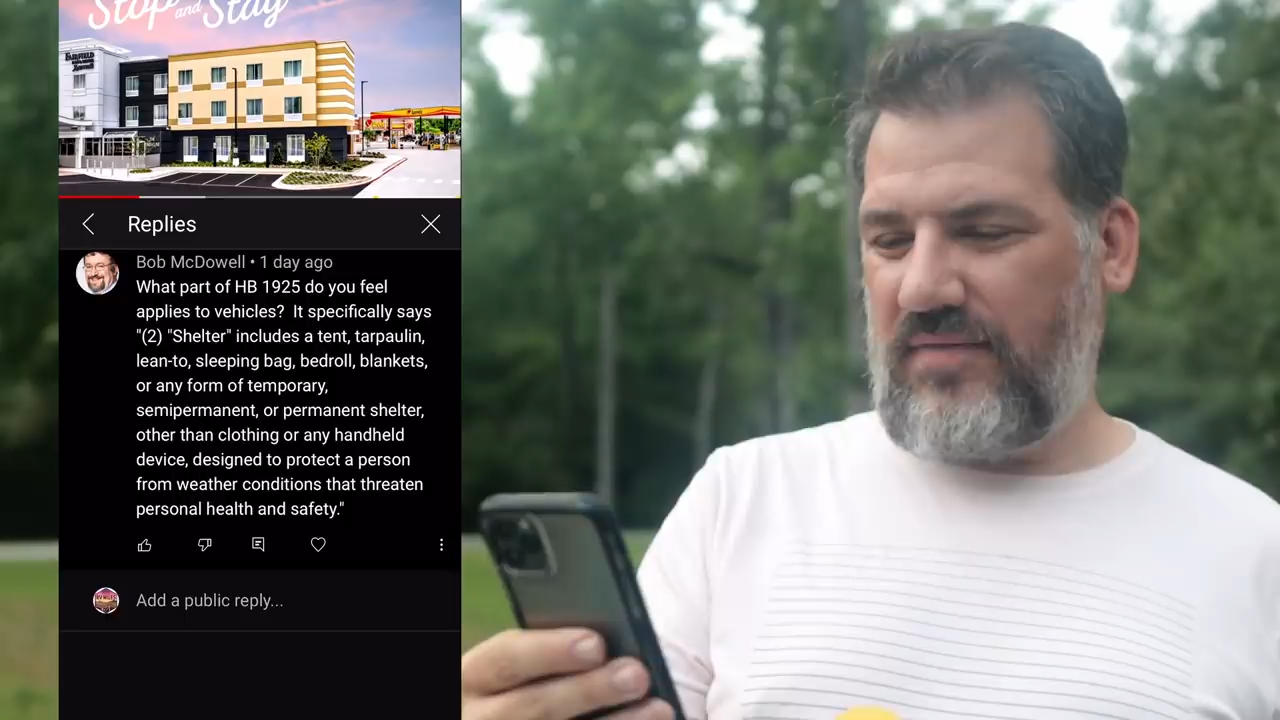 Stop and Stay
FAIRFIELD
Replies
Bob McDowell • 1 day ago
What part of HB 1925 do you feel
applies to vehicles?  It specifically says
"(2) "Shelter" includes a tent, tarpaulin,
lean-to, sleeping bag, bedroll, blankets,
or any form of temporary,
semipermanent, or permanent shelter,
other than clothing or any handheld
device, designed to protect a person
from weather conditions that threaten
personal health and safety."
Add a public reply...